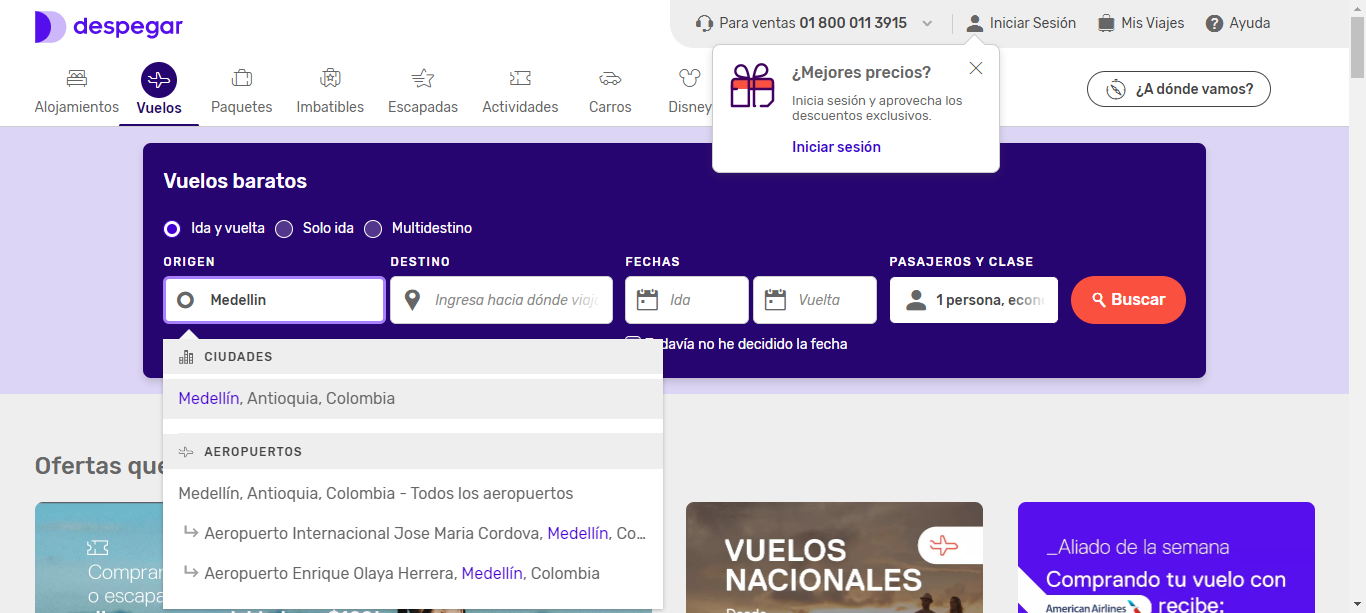 despegar
Para ventas 01 800 011 3915
Iniciar Sesión
Mis Viajes
Ayuda
Alojamientos
Vuelos
Paquetes
Imbatibles
Escapadas
Actividades
Carros
Disney
¿A dónde vamos?
¿Mejores precios?
Inicia sesión y aprovecha los
descuentos exclusivos.
Iniciar sesión
Vuelos baratos
Ida y vuelta
Solo ida
Multidestino
ORIGEN
DESTINO
FECHAS
PASAJEROS Y CLASE
Medellin
Ingresa hacia dónde viaj
Ida
Vuelta
1 persona, econ
Buscar
davía no he decidido la fecha
CIUDADES
Medellín, Antioquia, Colombia
AEROPUERTOS
Medellín, Antioquia, Colombia - Todos los aeropuertos
Aeropuerto Internacional Jose Maria Cordova, Medellín, Co...
Aeropuerto Enrique Olaya Herrera, Medellín, Colombia
Ofertas que
Compran
o escapa
VUELOS
NACIONALES
Desde
_Aliado de la semana
Comprando tu vuelo con
American Airlines
recibe: